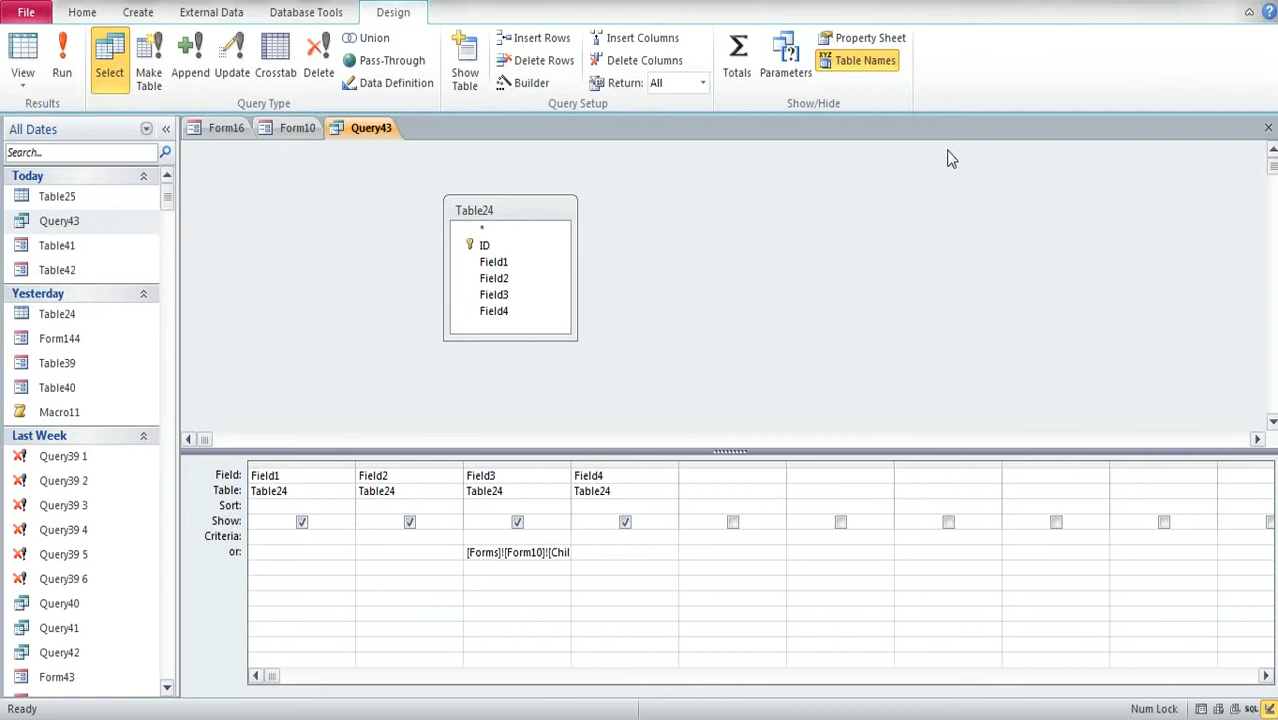 File Home Create External Data Database Tools Design
View Run Select Make Table Append Update Crosstab Delete
Union
Pass-Through
Data Definition
Show Table
Insert Rows
Delete Rows
Builder
Insert Columns
Delete Columns
Return: All
Totals Parameters
Property Sheet
XYZ Table Names
Results Query Type Query Setup Show/Hide
All Dates
Search...
Today
Table25
Query43
Table41
Table42
Yesterday
Table24
Form144
Table39
Table40
Macro11
Last Week
Query39 1
Query39 2
Query39 3
Query39 4
Query39 5
Query39 6
Query40
Query41
Query42
Form43
Form16 Form10 Query43
Table24
*
ID
Field1
Field2
Field3
Field4
Field: Field1 Field2 Field3 Field4
Table: Table24 Table24 Table24 Table24
Sort:
Show:
Criteria:
or: [Forms]![Form10]![Chil
Ready Num Lock SQL